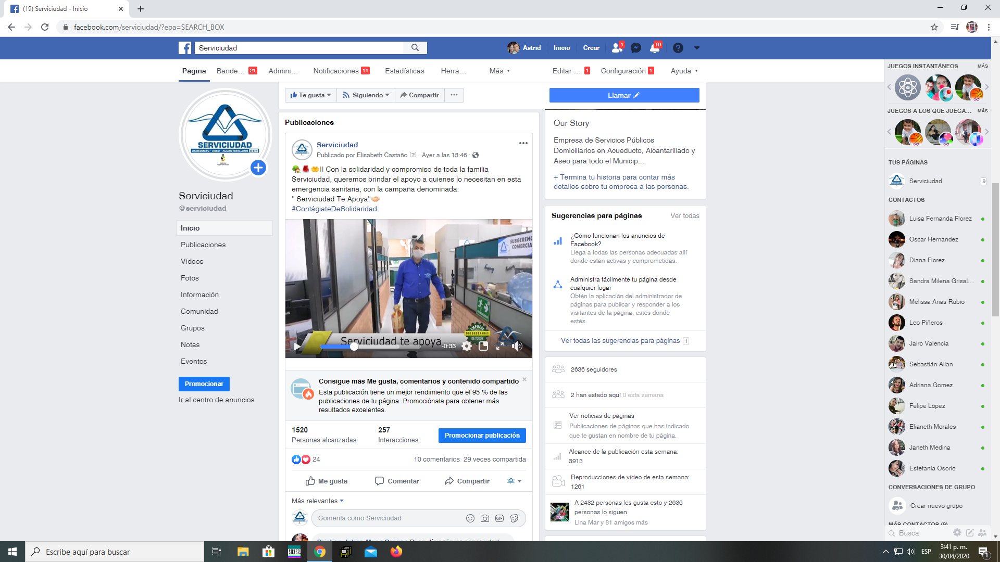 (19) Serviciudad - Inicio
facebook.com/serviciudad/?epa=SEARCH_BOX
Serviciudad
Astrid
Inicio
Crear
1
19
Página
Bande... 21
Admini...
Notificaciones 11
Estadísticas
Herra...
Más
Editar ... 1
Configuración 1
Ayuda
SERVICIUDAD
ACUEDUCTO - ASEO - ALCANTARILLADO E.S.P.
Serviciudad
@serviciudad
Inicio
Publicaciones
Vídeos
Fotos
Información
Comunidad
Grupos
Notas
Eventos
Promocionar
Ir al centro de anuncios
Te gusta
Siguiendo
Compartir
Llamar
Publicaciones
Serviciudad
Publicado por Elisabeth Castaño [?] · Ayer a las 13:46 ·
|| Con la solidaridad y compromiso de toda la familia
Serviciudad, queremos brindar el apoyo a quienes lo necesitan en esta
emergencia sanitaria, con la campaña denominada:
" Serviciudad Te Apoya"
#ContágiateDeSolidaridad
SUBGERENC
COMERCIA
EMPRESA
DOSQUEBRADAS
DE TODOS
Serviciudad te apoya
-0:33
Consigue más Me gusta, comentarios y contenido compartido
Esta publicación tiene un mejor rendimiento que el 95 % de las
publicaciones de tu página. Promociónala para obtener más
resultados excelentes.
1520
Personas alcanzadas
257
Interacciones
Promocionar publicación
24
10 comentarios 29 veces compartida
Me gusta
Comentar
Compartir
Más relevantes
Comenta como Serviciudad
GIF
Our Story
Empresa de Servicios Públicos
Domiciliarios en Acueducto, Alcantarillado y
Aseo para todo el Municip...
+ Termina tu historia para contar más
detalles sobre tu empresa a las personas.
Sugerencias para páginas
Ver todas
¿Cómo funcionan los anuncios de
Facebook?
Llega a todas las personas adecuadas allí
donde están activas y comprometidas.
Administra fácilmente tu página desde
cualquier lugar
Obtén la aplicación del administrador de
páginas para publicar y responder a los
visitantes de la página, estés donde
estés.
Ver todas las sugerencias para páginas 1
2636 seguidores
2 han estado aquí 0 esta semana
Ver noticias de páginas
Publicaciones de páginas que has indicado
que te gustan en nombre de tu página.
Alcance de la publicación esta semana:
3913
Reproducciones de vídeo de esta semana:
1261
A 2482 personas les gusta esto y 2636
personas lo siguen
Lina Mar y 81 amigos más
JUEGOS INSTANTÁNEOS MÁS
JUEGOS A LOS QUE JUEGA... MÁS
TUS PÁGINAS
Serviciudad 9
CONTACTOS
Luisa Fernanda Florez
Oscar Hernandez
Diana Florez
Sandra Milena Grisal...
Melissa Arias Rubio
Leo Piñeros
Jairo Valencia
Sebastián Allan
Adriana Gomez
Felipe López
Elianeth Morales
Janeth Medina
Estefania Osorio
CONVERSACIONES DE GRUPO
Crear nuevo grupo
MÁS CONTACTOS (9)
Busca
Escribe aquí para buscar
ESP
3:41 p. m.
30/04/2020
1